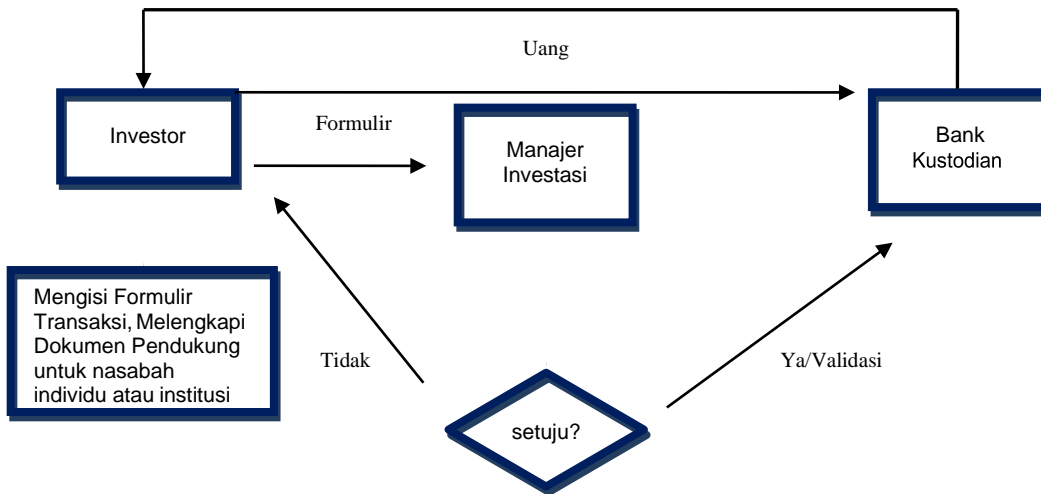 Uang
Investor
Formulir
Manajer
Investasi
Bank
Kustodian
Mengisi Formulir
Transaksi, Melengkapi
Dokumen Pendukung
untuk nasabah
individu atau institusi
Tidak
Ya/Validasi
setuju?